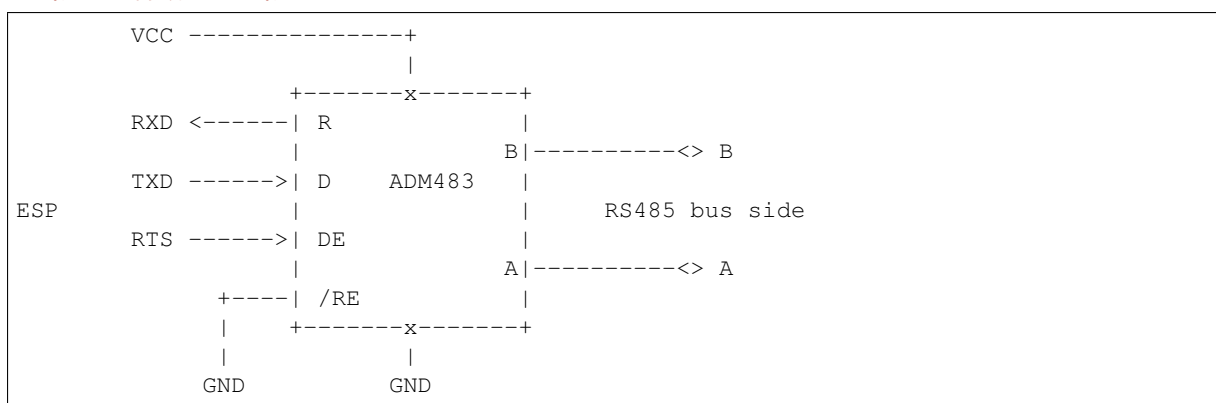 VCC ---------------+
|
+-------x-------+
RXD <------| R |
| B|----------<> B
TXD ------>| D ADM483 |
ESP | | RS485 bus side
RTS ------>| DE |
| A|----------<> A
+----| /RE |
| +-------x-------+
| |
GND GND